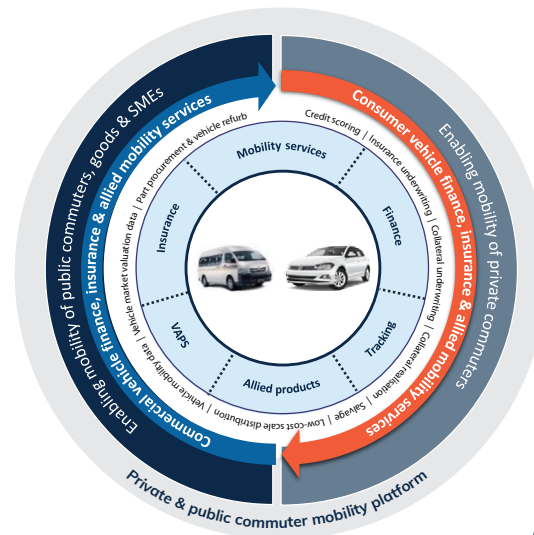 Enabling mobility of public commuters, goods & SMEs
Commercial vehicle finance, insurance & allied mobility services
Consumer vehicle finance, insurance & allied mobility services
Enabling mobility of private commuters
Credit scoring | Insurance underwriting | Collateral underwriting | Collateral realisation | Salvage | Low-cost scale distribution | Vehicle mobility data | Vehicle market valuation data | Part procurement & vehicle refurb
Mobility services
Finance
Tracking
Allied products
VAPS
Insurance
Private & public commuter mobility platform